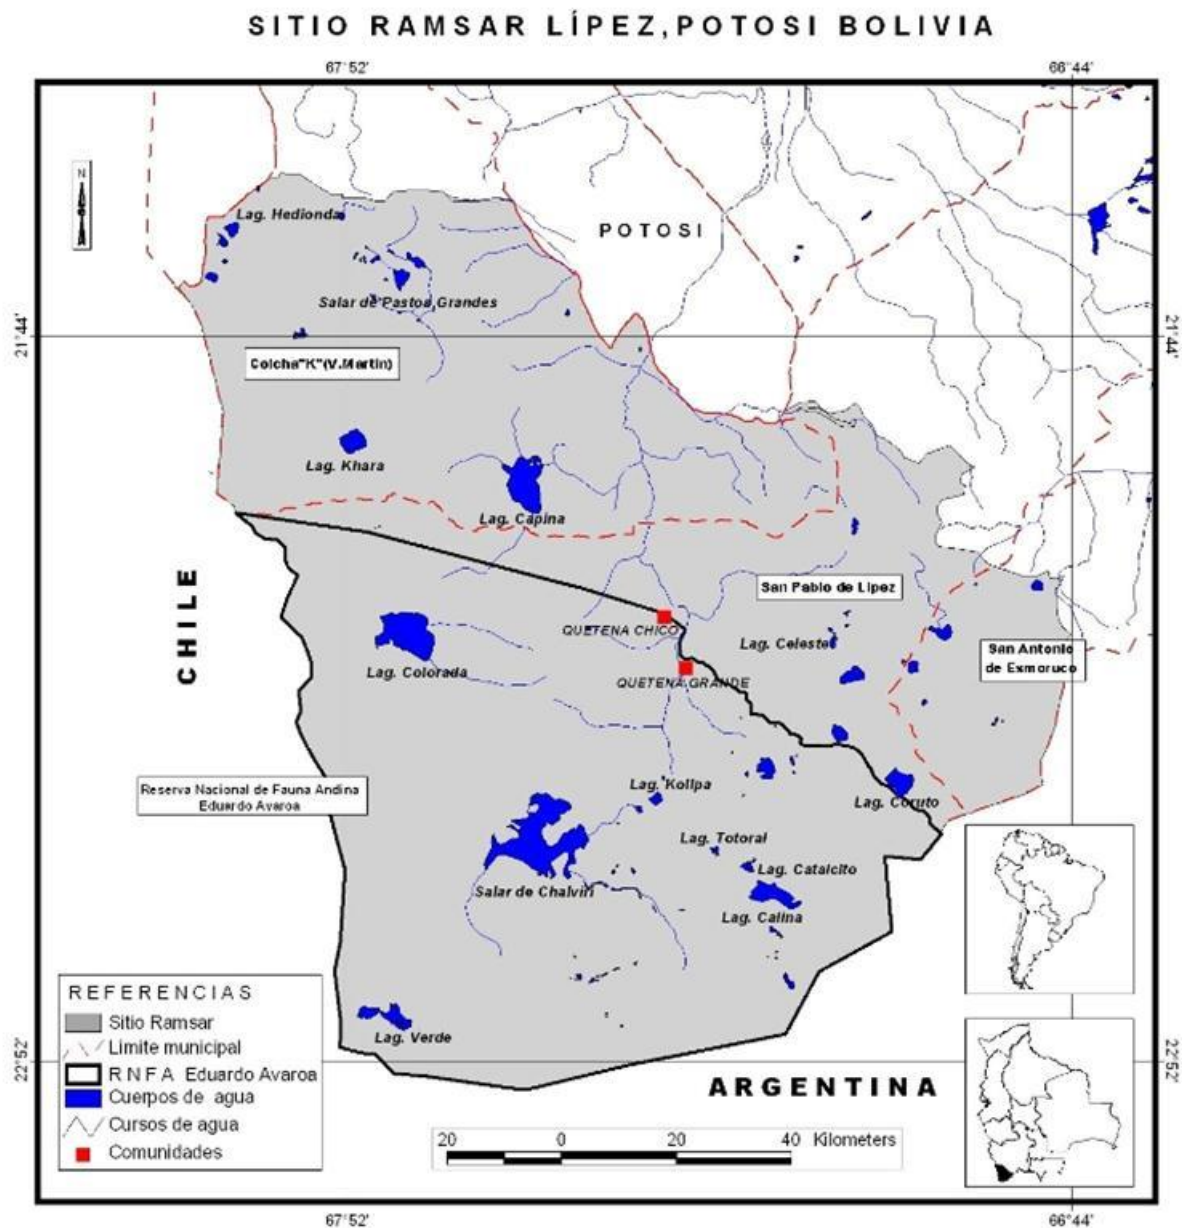 SITIO RAMSAR LÍPEZ,POTOSI BOLIVIA
67°52'
66°44'
N
Lag. Hedionda
POTOSI
Salar de Pastos Grandes
21°44'
21°44'
Colcha"K"(V.Martin)
Lag. Khara
Lag. Capina
CHILE
San Pablo de Lipez
QUETENA CHICO
Lag. Celeste
San Antonio
de Esmoruco
Lag. Colorada
QUETENA GRANDE
Reserva Nacional de Fauna Andina
Eduardo Avaroa
Lag. Kollpa
Lag. Coruto
Lag. Totoral
Lag. Catalcito
Salar de Chalviri
Lag. Calina
REFERENCIAS
Sitio Ramsar
Limite municipal
RNFA Eduardo Avaroa
Cuerpos de agua
Cursos de agua
Comunidades
Lag. Verde
22°52'
22°52'
ARGENTINA
20 0 20 40 Kilometers
67°52'
66°44'